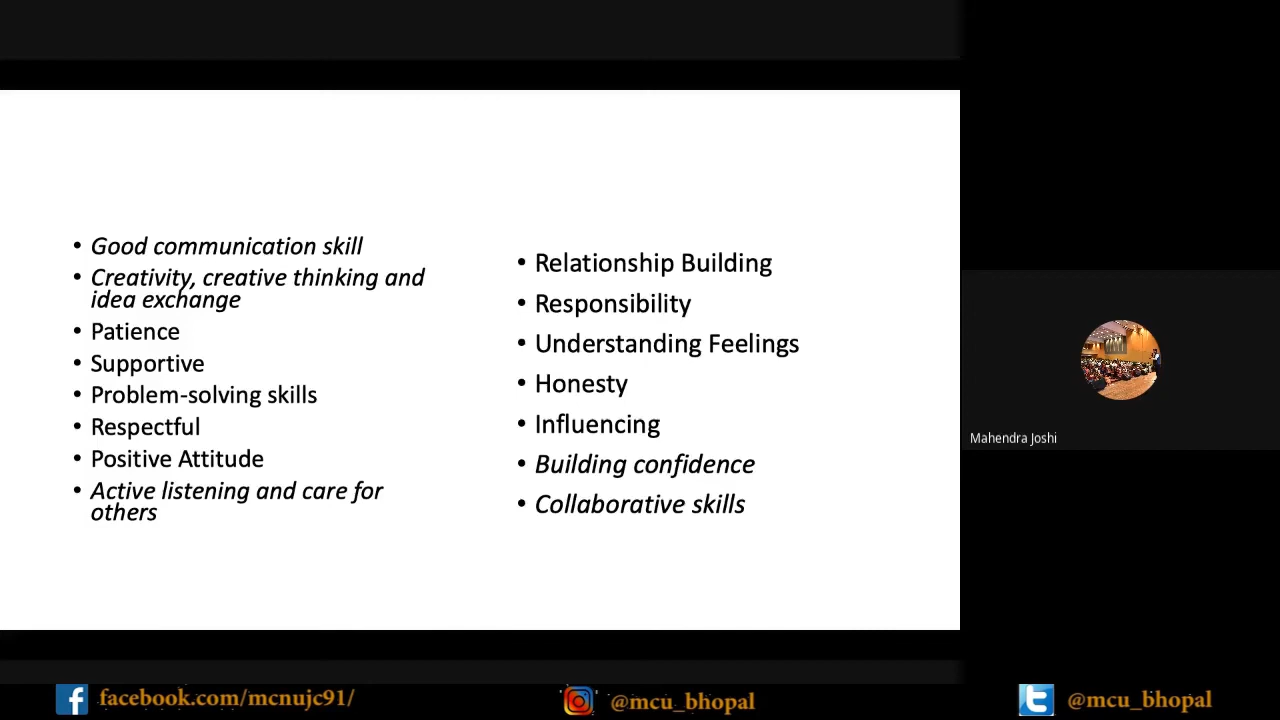 • Good communication skill
• Creativity, creative thinking and
idea exchange
• Patience
• Supportive
• Problem-solving skills
• Respectful
• Positive Attitude
• Active listening and care for
others
• Relationship Building
• Responsibility
• Understanding Feelings
• Honesty
• Influencing
• Building confidence
• Collaborative skills
Mahendra Joshi
facebook.com/mcnujc91/
@mcu_bhopal
@mcu_bhopal